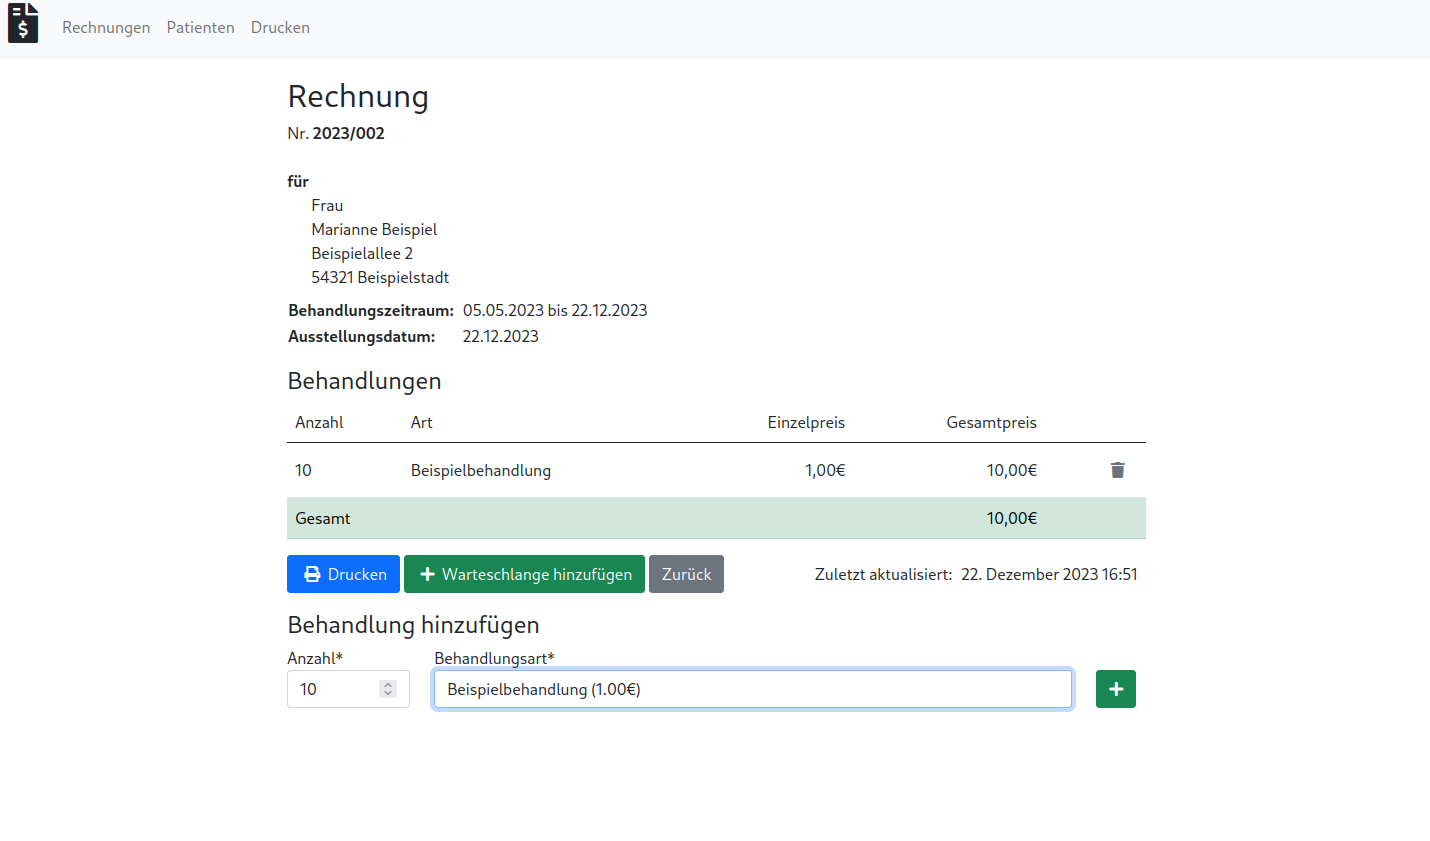 $
Rechnungen Patienten Drucken
Rechnung
Nr. 2023/002
für
Frau
Marianne Beispiel
Beispielallee 2
54321 Beispielstadt
Behandlungszeitraum: 05.05.2023 bis 22.12.2023
Ausstellungsdatum: 22.12.2023
Behandlungen
Anzahl Art Einzelpreis Gesamtpreis
10 Beispielbehandlung 1,00€ 10,00€
Gesamt 10,00€
Drucken + Warteschlange hinzufügen Zurück Zuletzt aktualisiert: 22. Dezember 2023 16:51
Behandlung hinzufügen
Anzahl* Behandlungsart*
10 Beispielbehandlung (1.00€) +